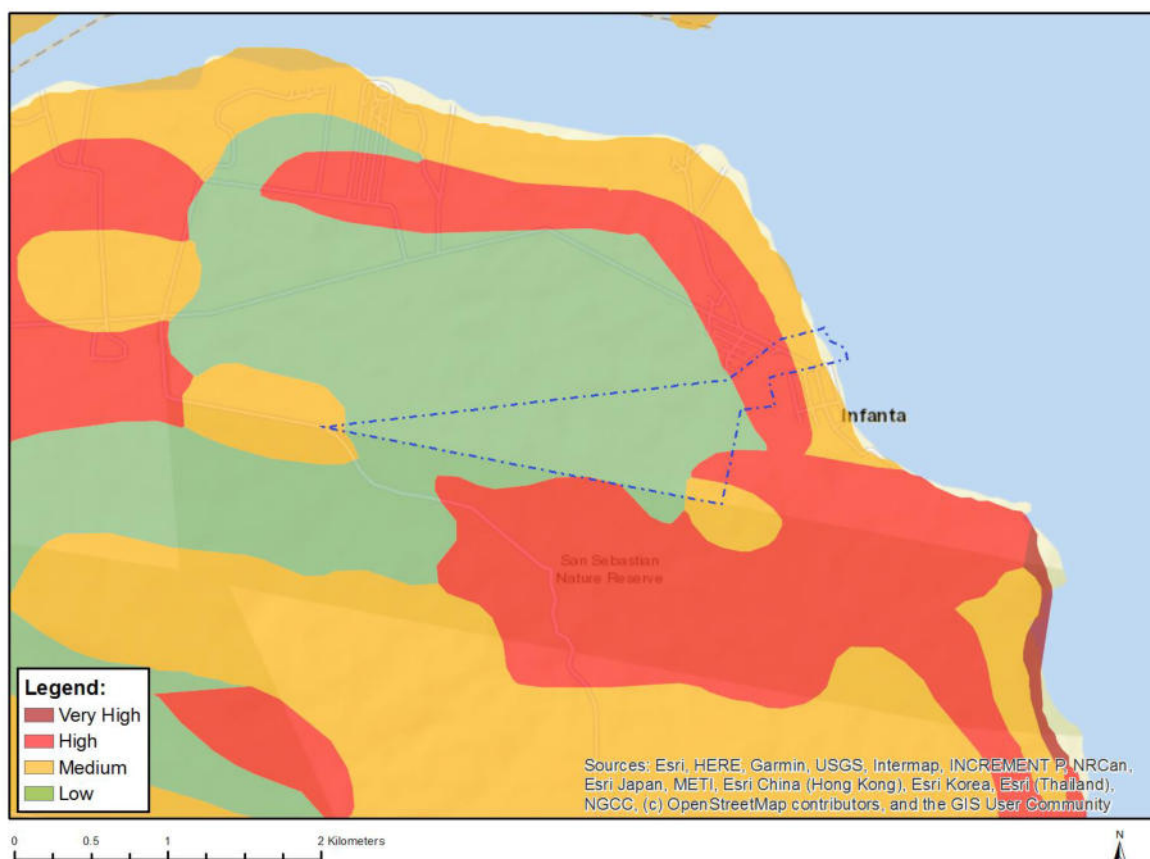 Infanta
San Sebastian
Nature Reserve
Legend:
Very High
High
Medium
Low
Sources: Esri, HERE, Garmin, USGS, Intermap, INCREMENT P, NRCan,
Esri Japan, METI, Esri China (Hong Kong), Esri Korea, Esri (Thailand),
NGCC, (c) OpenStreetMap contributors, and the GIS User Community
0 0.5 1 2 Kilometers
N